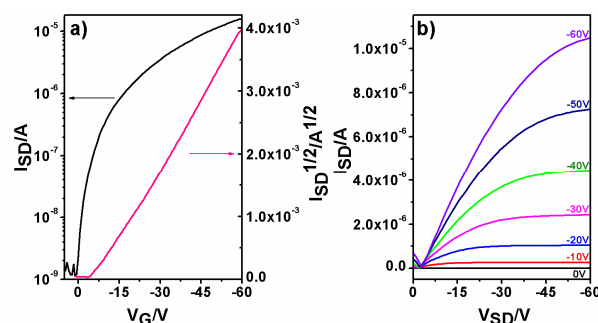 a)
10⁻⁵
10⁻⁶
10⁻⁷
10⁻⁸
10⁻⁹
I_SD/A
0
-15
-30
-45
-60
V_G/V
4.0x10⁻³
3.0x10⁻³
2.0x10⁻³
1.0x10⁻³
0.0
I_SD^1/2/A^1/2
b)
1.0x10⁻⁵
8.0x10⁻⁶
6.0x10⁻⁶
4.0x10⁻⁶
2.0x10⁻⁶
0.0
I_SD/A
-60V
-50V
-40V
-30V
-20V
-10V
0V
0
-15
-30
-45
-60
V_SD/V